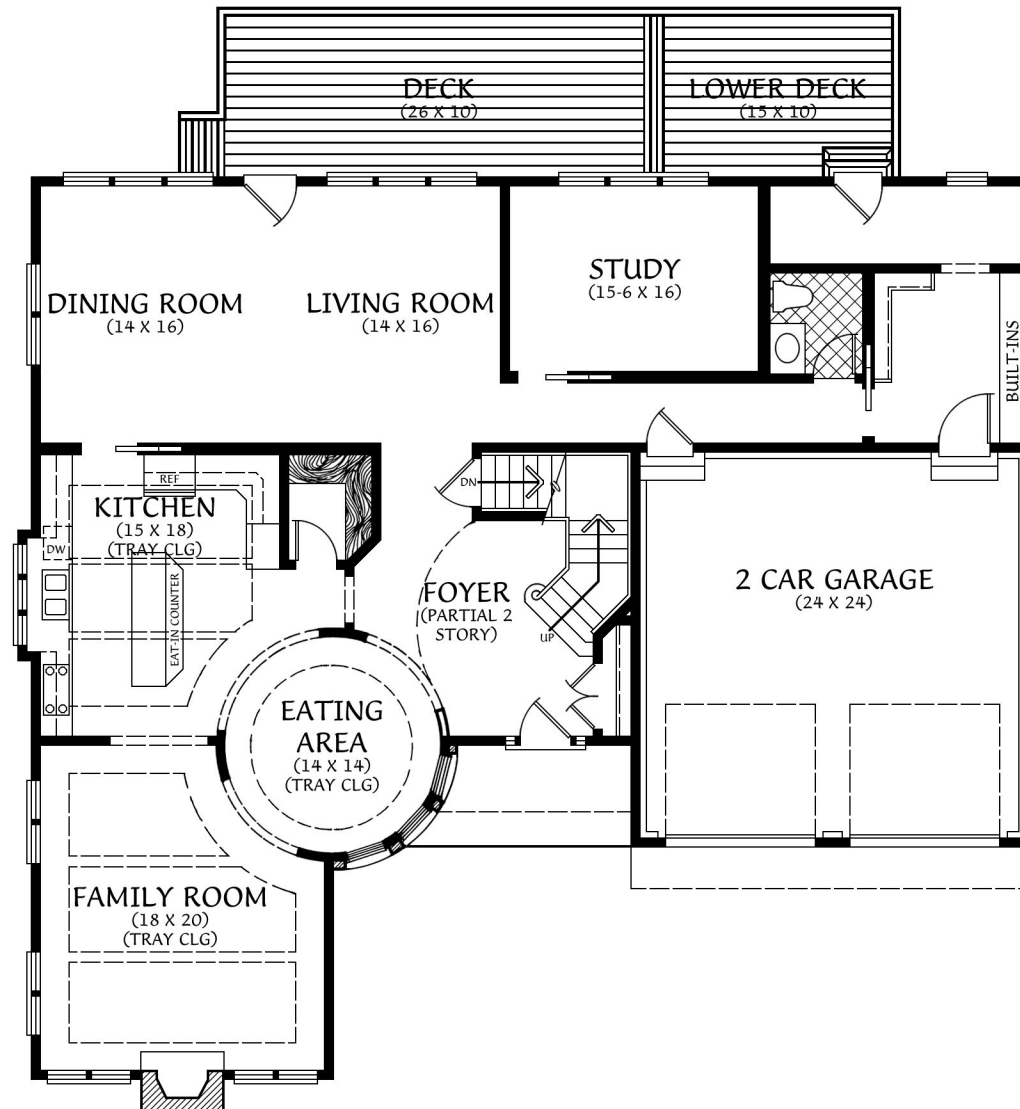 DECK
(26 X 10)
LOWER DECK
(15 X 10)
STUDY
(15-6 X 16)
DINING ROOM
(14 X 16)
LIVING ROOM
(14 X 16)
BUILT-INS
REF
DN
KITCHEN
(15 X 18)
(TRAY CLG)
DW
EAT-IN COUNTER
FOYER
(PARTIAL 2
STORY)
UP
2 CAR GARAGE
(24 X 24)
EATING
AREA
(14 X 14)
(TRAY CLG)
FAMILY ROOM
(18 X 20)
(TRAY CLG)